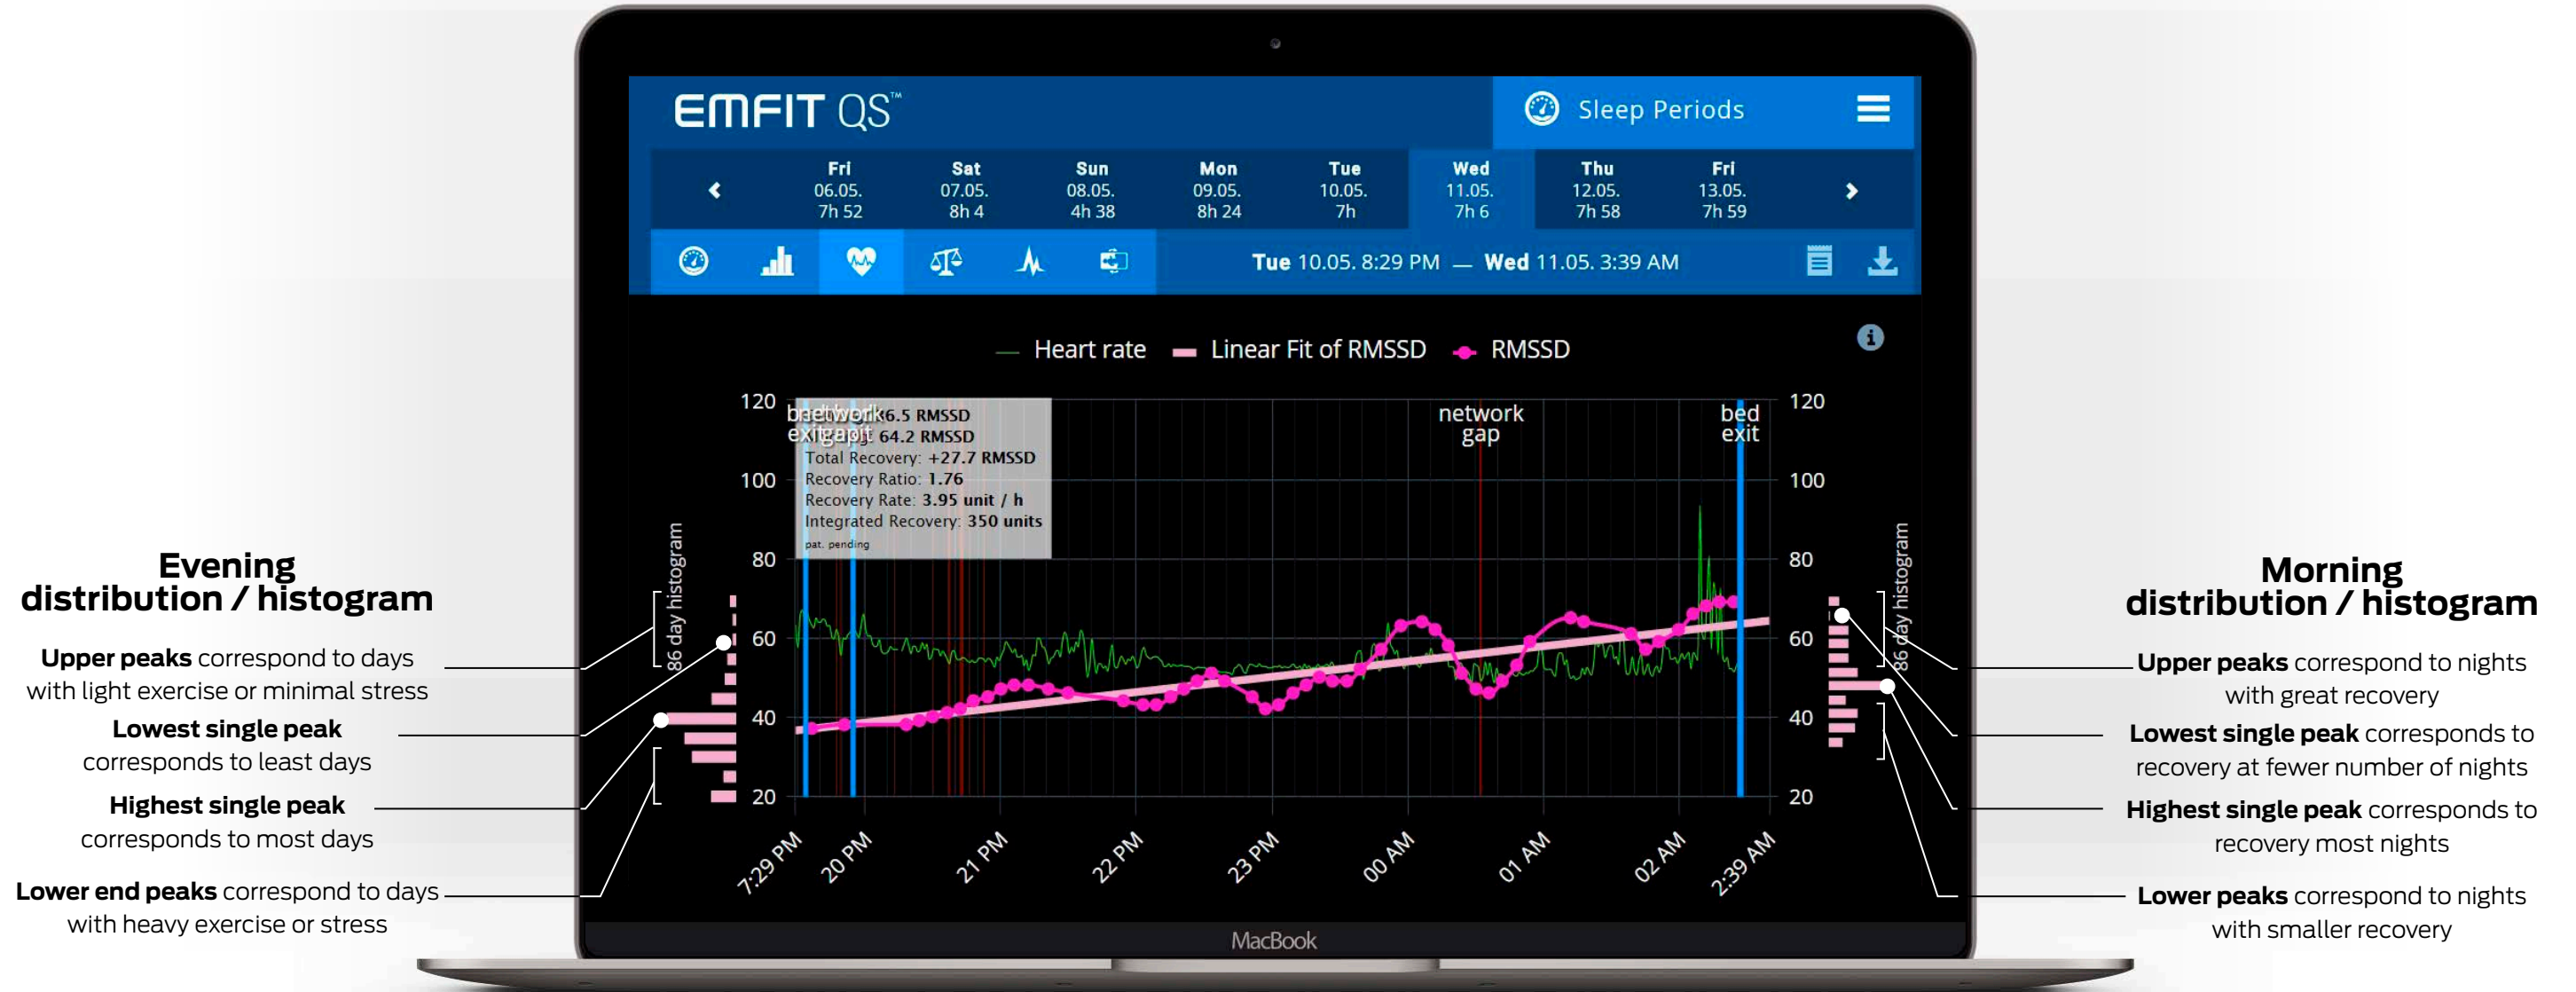 EMFIT QS™
Sleep Periods
Fri
06.05.
7h 52
Sat
07.05.
8h 4
Sun
08.05.
4h 38
Mon
09.05.
8h 24
Tue
10.05.
7h
Wed
11.05.
7h 6
Thu
12.05.
7h 58
Fri
13.05.
7h 59
Tue 10.05. 8:29 PM — Wed 11.05. 3:39 AM
Heart rate
Linear Fit of RMSSD
RMSSD
120
100
80
60
40
20
86 day histogram
network
gap
exit
6.5 RMSSD
64.2 RMSSD
Total Recovery: +27.7 RMSSD
Recovery Ratio: 1.76
Recovery Rate: 3.95 unit / h
Integrated Recovery: 350 units
pat. pending
network
gap
bed
exit
120
100
80
60
40
20
86 day histogram
7:29 PM
20 PM
21 PM
22 PM
23 PM
00 AM
01 AM
02 AM
2:39 AM
MacBook
Evening
distribution / histogram
Upper peaks correspond to days
with light exercise or minimal stress
Lowest single peak
corresponds to least days
Highest single peak
corresponds to most days
Lower end peaks correspond to days
with heavy exercise or stress
Morning
distribution / histogram
Upper peaks correspond to nights
with great recovery
Lowest single peak corresponds to
recovery at fewer number of nights
Highest single peak corresponds to
recovery most nights
Lower peaks correspond to nights
with smaller recovery